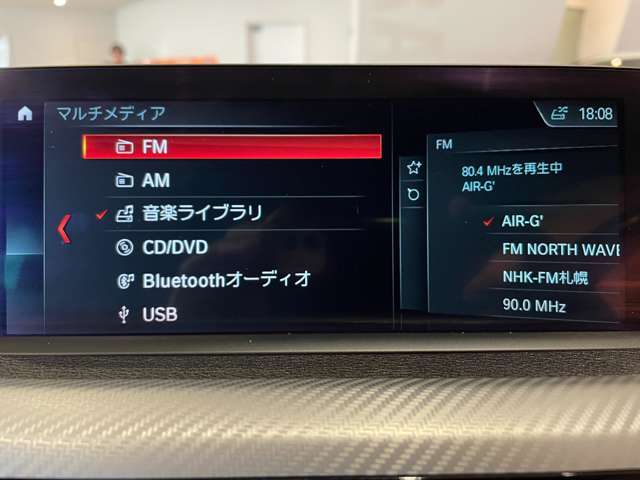 マルチメディア
18:08
FM
AM
音楽ライブラリ
CD/DVD
Bluetoothオーディオ
USB
FM
80.4 MHzを再生中
AIR-G'
AIR-G'
FM NORTH WAVE
NHK-FM札幌
90.0 MHz